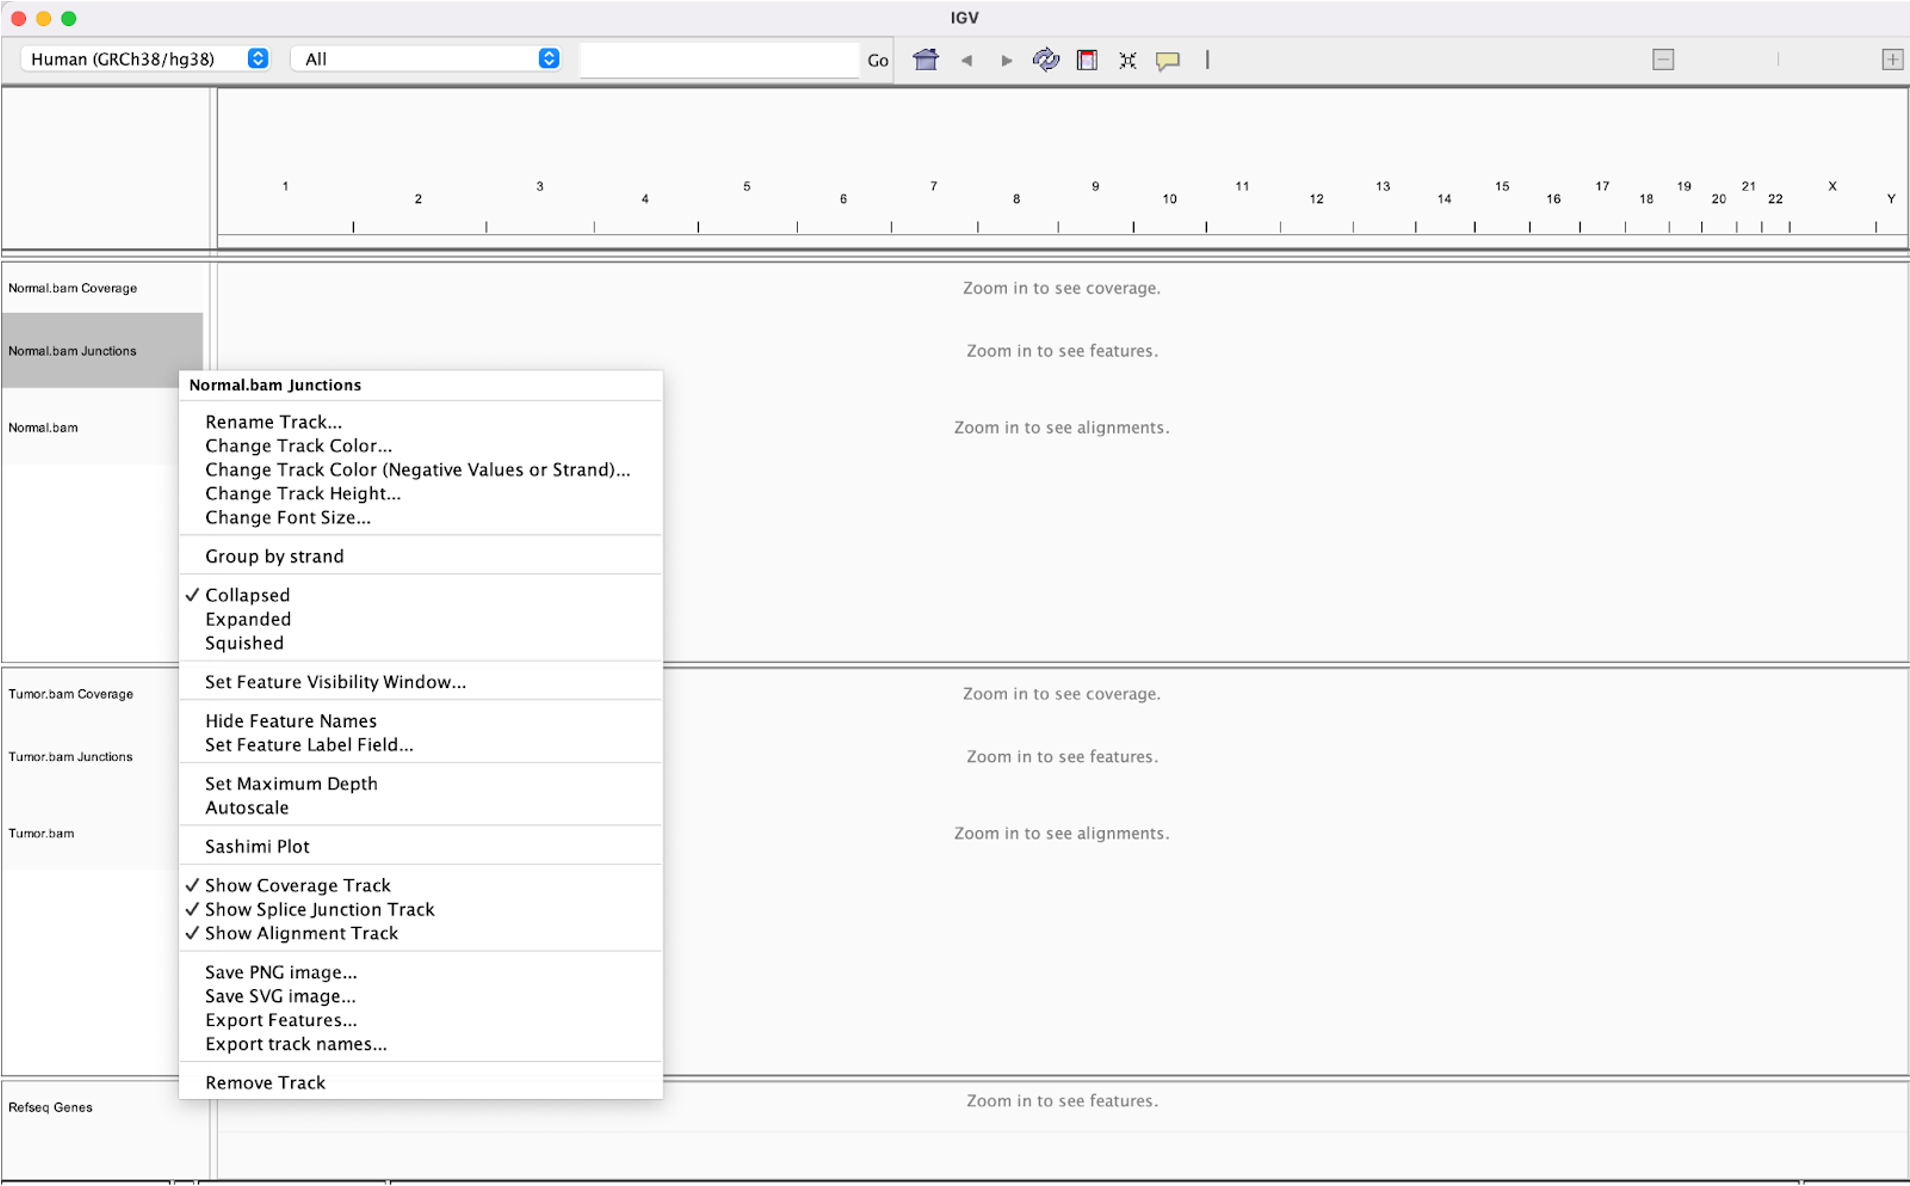 IGV
Human (GRCh38/hg38) All Go
1 3 5 7 9 11 13 15 17 19 21 X
2 4 6 8 10 12 14 16 18 20 22 Y
Normal.bam Coverage Zoom in to see coverage.
Normal.bam Junctions Zoom in to see features.
Normal.bam Zoom in to see alignments.
Normal.bam Junctions
Rename Track...
Change Track Color...
Change Track Color (Negative Values or Strand)...
Change Track Height...
Change Font Size...
Group by strand
✓ Collapsed
Expanded
Squished
Set Feature Visibility Window...
Hide Feature Names
Set Feature Label Field...
Set Maximum Depth
Autoscale
Sashimi Plot
✓ Show Coverage Track
✓ Show Splice Junction Track
✓ Show Alignment Track
Save PNG image...
Save SVG image...
Export Features...
Export track names...
Remove Track
Tumor.bam Coverage Zoom in to see coverage.
Tumor.bam Junctions Zoom in to see features.
Tumor.bam Zoom in to see alignments.
Refseq Genes Zoom in to see features.